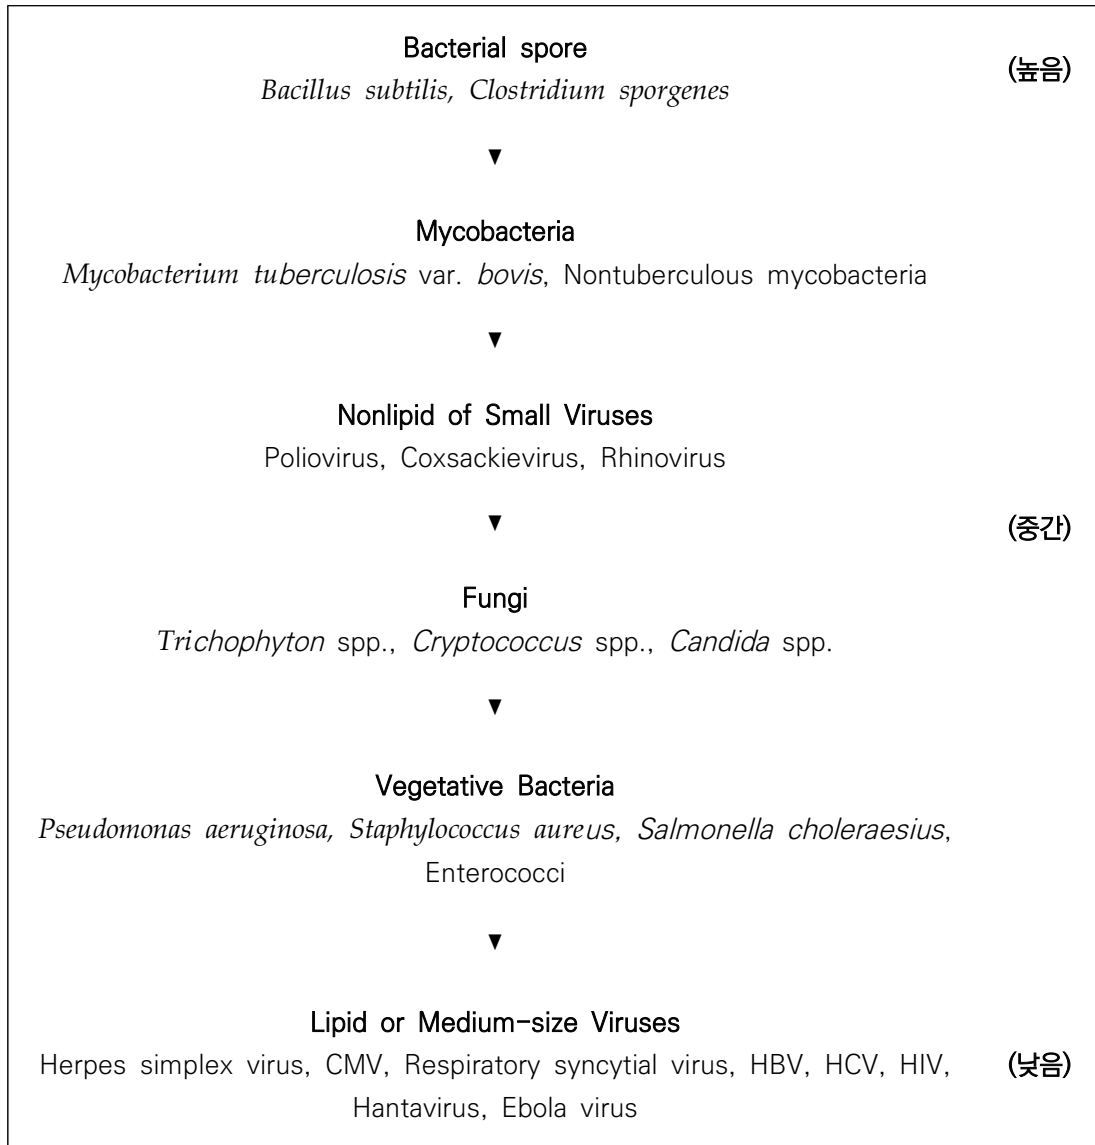 Bacterial spore
(높음)
Bacillus subtilis, Clostridium sporgenes
▼
Mycobacteria
Mycobacterium tuberculosis var. bovis, Nontuberculous mycobacteria
▼
Nonlipid of Small Viruses
Poliovirus, Coxsackievirus, Rhinovirus
▼
(중간)
Fungi
Trichophyton spp., Cryptococcus spp., Candida spp.
▼
Vegetative Bacteria
Pseudomonas aeruginosa, Staphylococcus aureus, Salmonella choleraesius,
Enterococci
▼
Lipid or Medium-size Viruses
Herpes simplex virus, CMV, Respiratory syncytial virus, HBV, HCV, HIV,
(낮음)
Hantavirus, Ebola virus